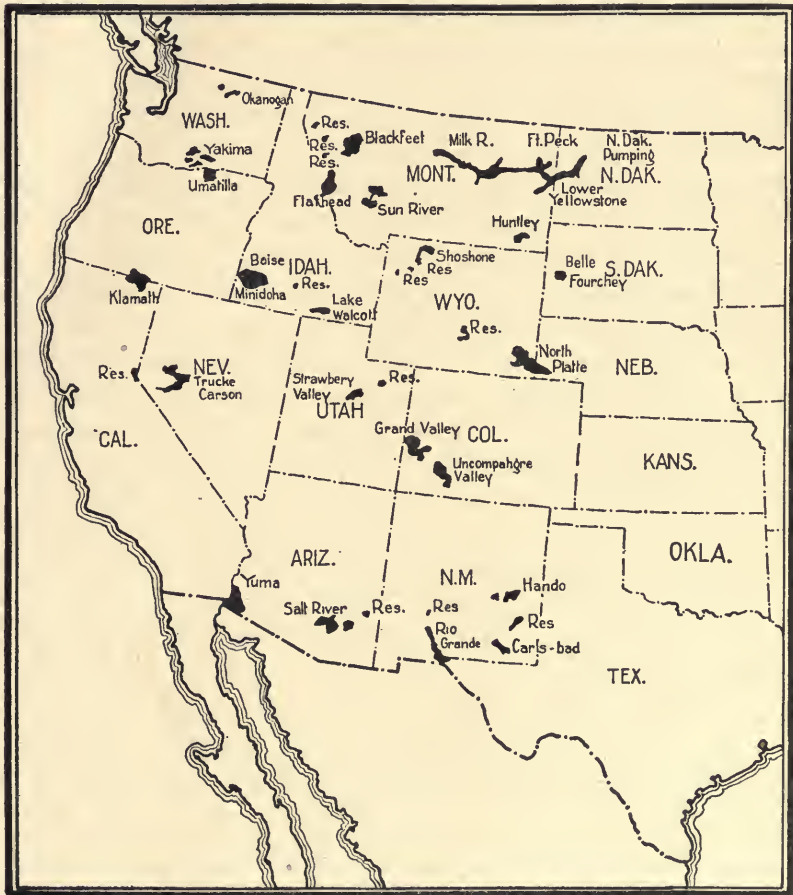 Okanogan
WASH.
Yakima
Umatilla
Res.
Res.
Res.
Blackfeet
Flathead
Sun River
Milk R.
MONT.
Ft. Peck
N. Dak.
Pumping
N. DAK.
Lower
Yellowstone
Huntley
ORE.
Klamath
Boise
IDAH.
Minidoha
Res.
Lake
Walcott
Shoshone
Res
Res
WYO.
Res.
North
Platte
Belle
Fourchey
S. DAK.
NEB.
Res.
NEV.
Trucke
Carson
CAL.
Strawbery
Valley
UTAH
Res.
Grand Valley
COL.
Uncompahgre
Valley
KANS.
OKLA.
ARIZ.
Yuma
Salt River
Res.
N.M.
Res
Rio
Grande
Hando
Res
Carls-bad
TEX.